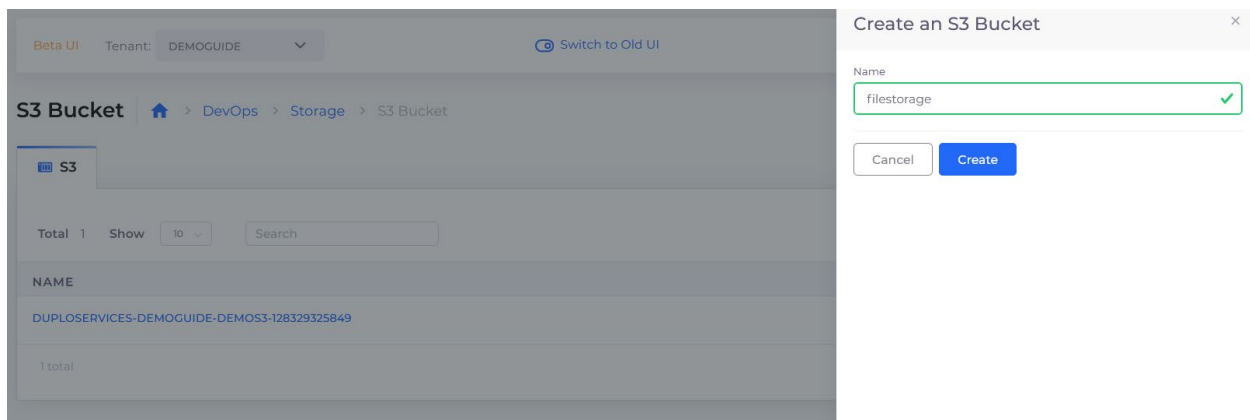 Beta UI Tenant: DEMOGUIDE Switch to Old UI
S3 Bucket > DevOps > Storage > S3 Bucket
S3
Total 1 Show 10 Search
NAME
DUPLOSERVICES-DEMOGUIDE-DEMOS3-128329325849
1 total
Create an S3 Bucket ×
Name
filestorage
Cancel Create